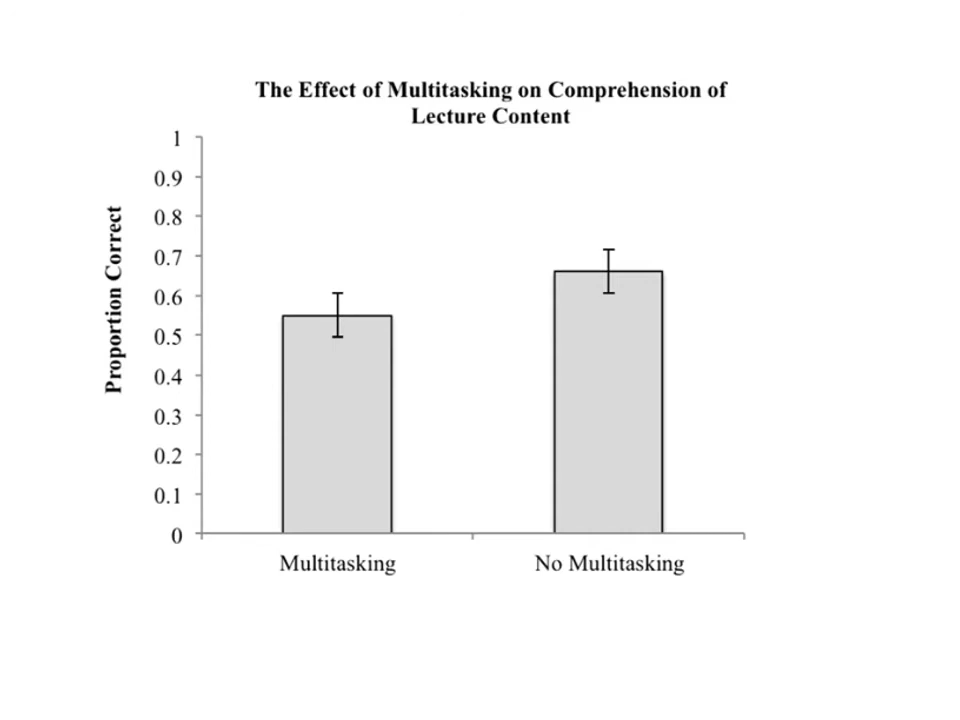 The Effect of Multitasking on Comprehension of
Lecture Content
Proportion Correct
1
0.9
0.8
0.7
0.6
0.5
0.4
0.3
0.2
0.1
0
Multitasking
No Multitasking